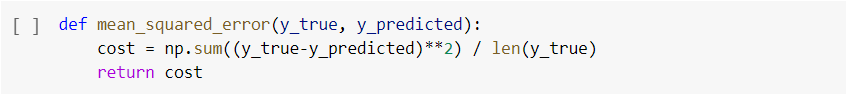 [ ] def mean_squared_error(y_true, y_predicted):
    cost = np.sum((y_true-y_predicted)**2) / len(y_true)
    return cost